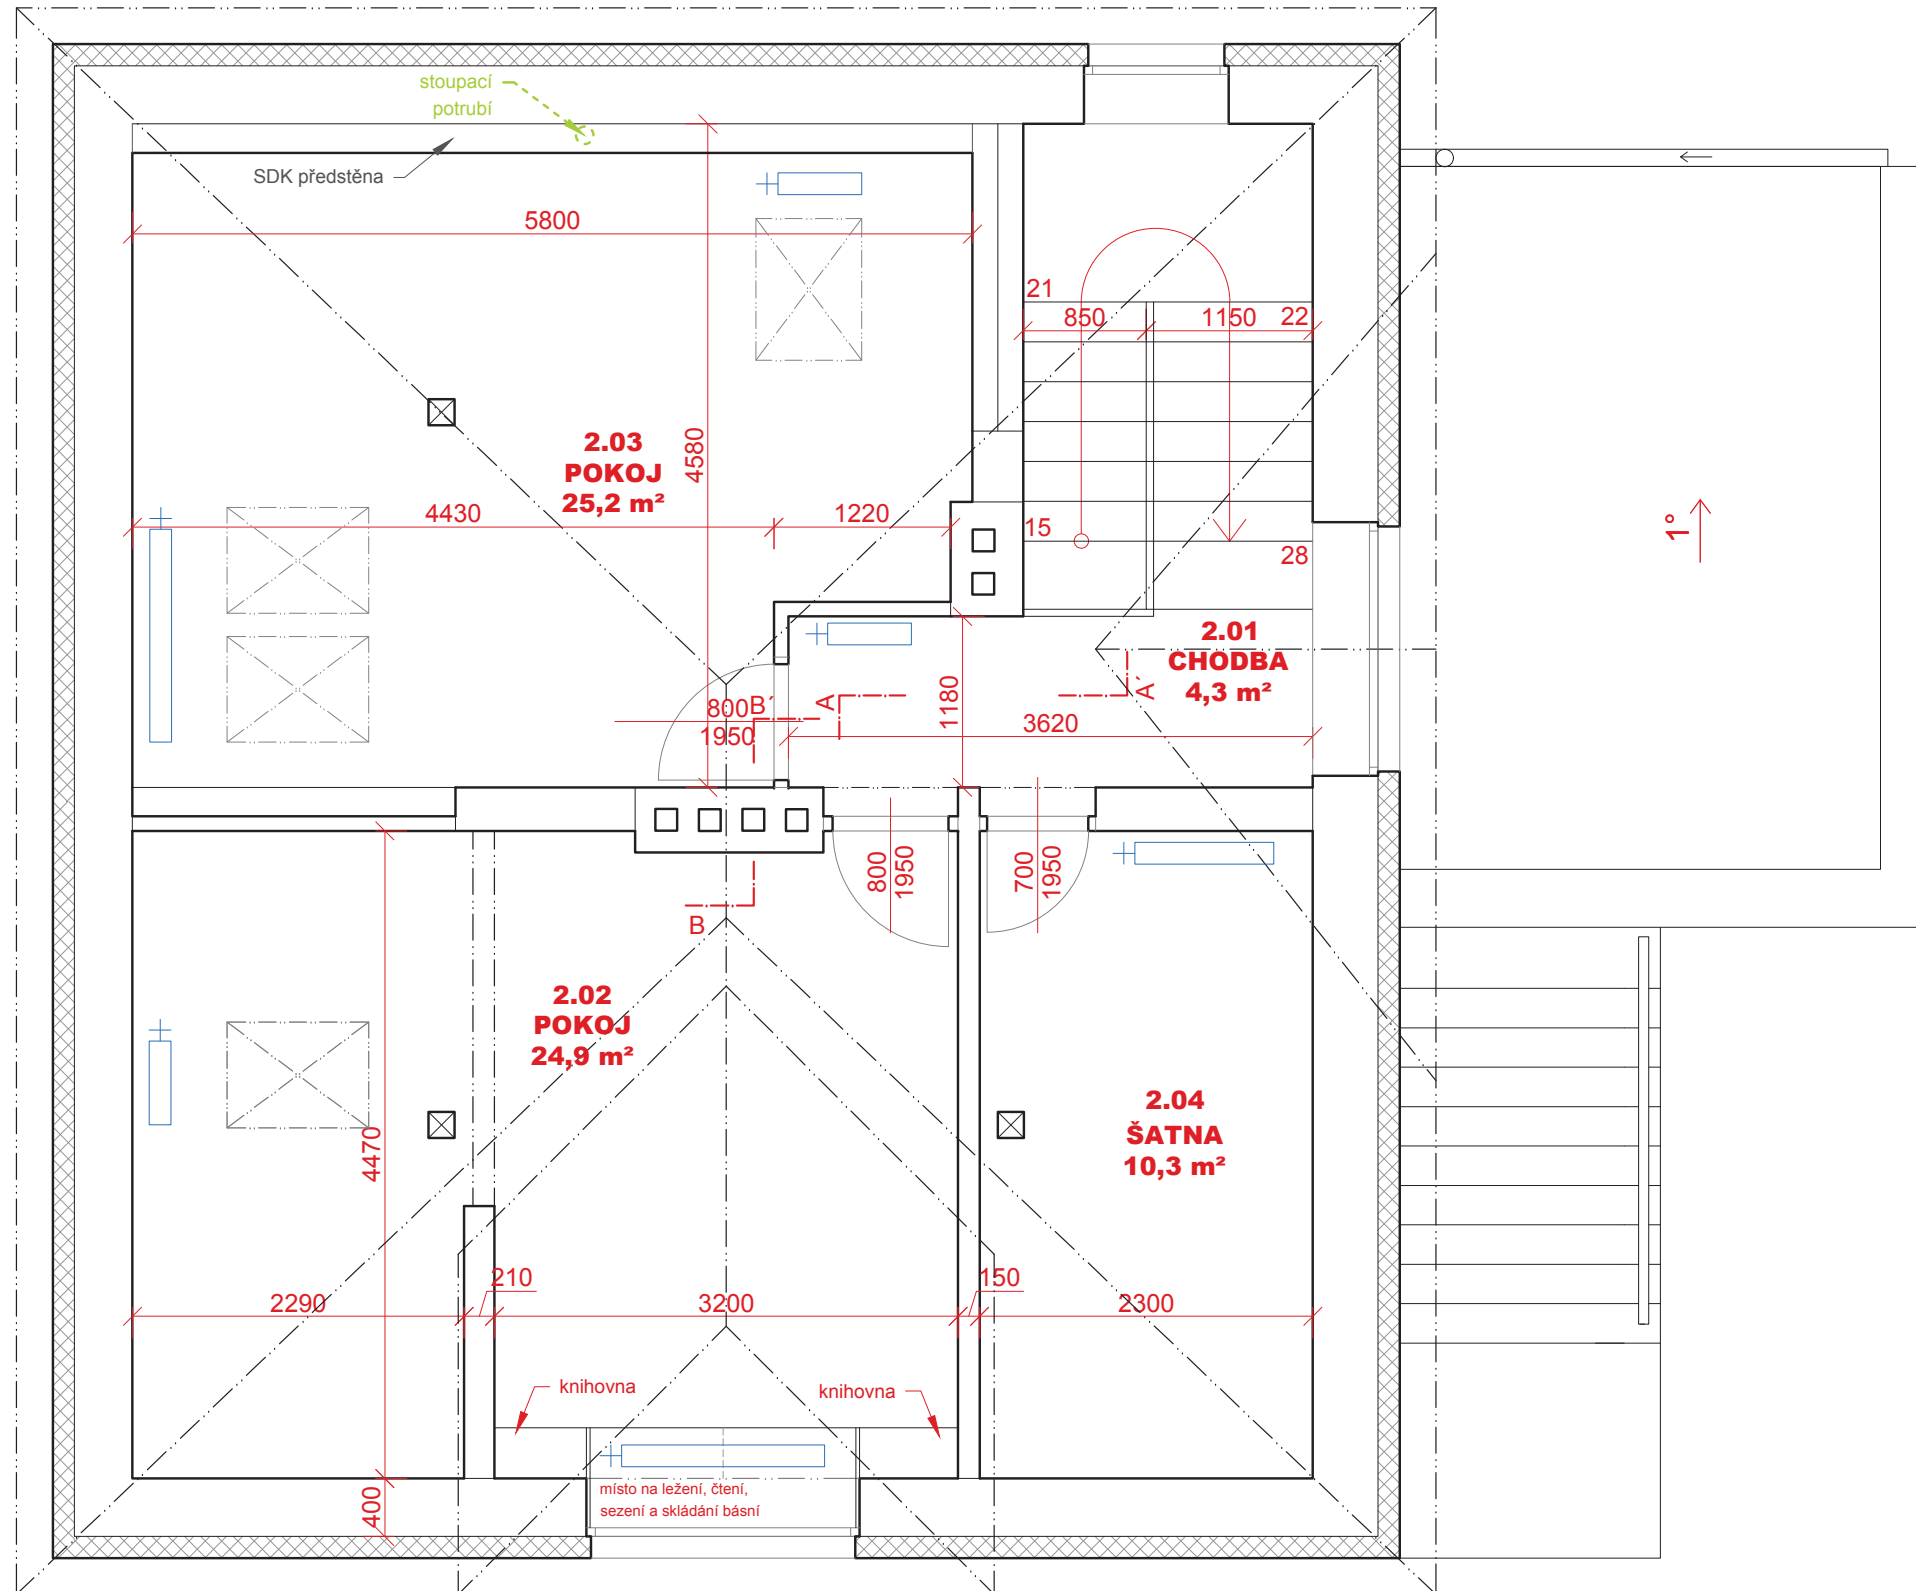 stoupací
potrubí
SDK předstěna
5800
21
850
1150
22
2.03
POKOJ
25,2 m²
4580
4430
1220
15
28
1°
2.01
CHODBA
4,3 m²
A
A´
1180
800
1950
B´
3620
800
1950
700
1950
B
2.02
POKOJ
24,9 m²
2.04
ŠATNA
10,3 m²
4470
210
150
2290
3200
2300
knihovna
knihovna
400
místo na ležení, čtení,
sezení a skládání básní